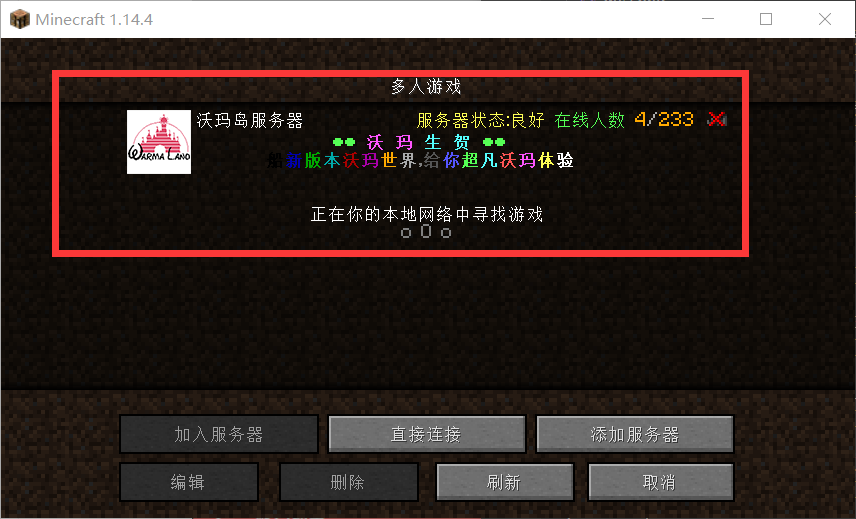 Minecraft 1.14.4
多人游戏
沃玛岛服务器 服务器状态:良好 在线人数 4/233
WARMA LAND
●● 沃 玛 生 贺 ●●
版本沃玛世界,给你超凡沃玛体验
正在你的本地网络中寻找游戏
o O o
加入服务器 直接连接 添加服务器
编辑 删除 刷新 取消